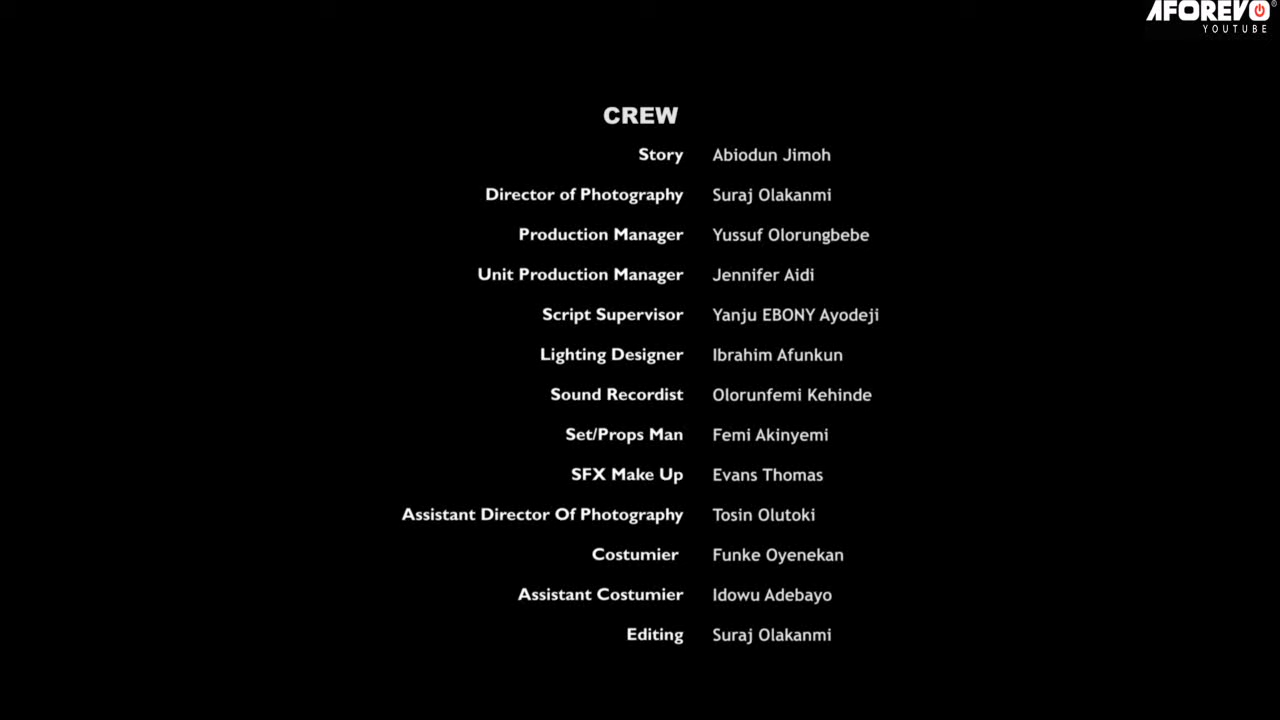 AFOREVO®
YOUTUBE
CREW
Story Abiodun Jimoh
Director of Photography Suraj Olakanmi
Production Manager Yussuf Olorungbebe
Unit Production Manager Jennifer Aidi
Script Supervisor Yanju EBONY Ayodeji
Lighting Designer Ibrahim Afunkun
Sound Recordist Olorunfemi Kehinde
Set/Props Man Femi Akinyemi
SFX Make Up Evans Thomas
Assistant Director Of Photography Tosin Olutoki
Costumier Funke Oyenekan
Assistant Costumier Idowu Adebayo
Editing Suraj Olakanmi